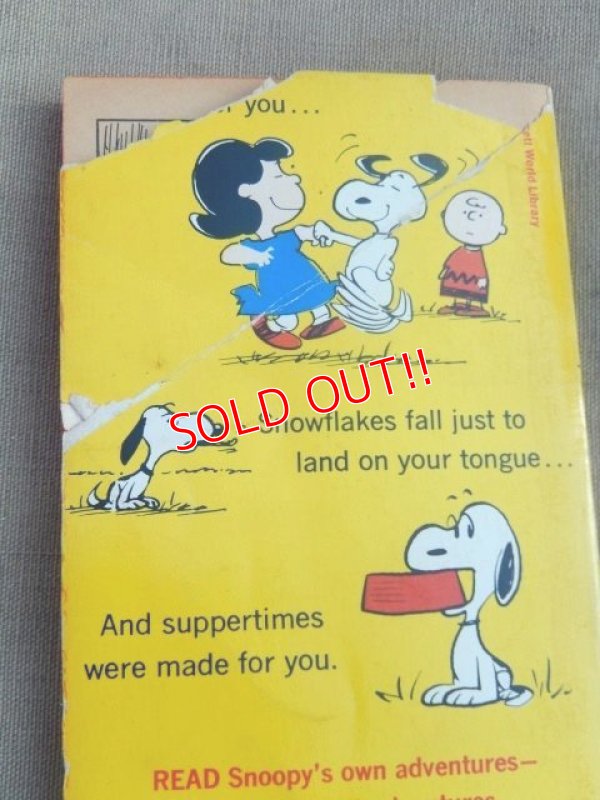 you...
World Library
SOLD OUT!!
Snowflakes fall just to
land on your tongue...
And suppertimes
were made for you.
READ Snoopy's own adventures—